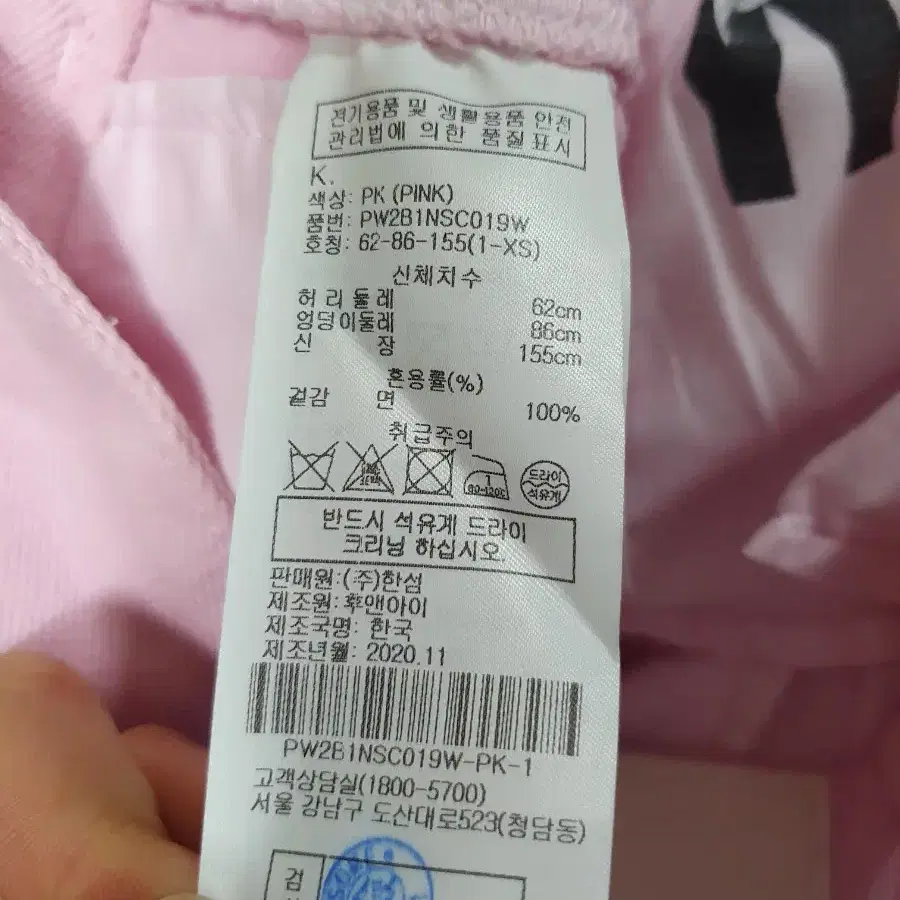 전기용품 및 생활용품 안전
관리법에 의한 품질표시
K.
색상: PK (PINK)
품번: PW2B1NSC019W
호칭: 62-86-155(1-XS)
신체치수
허리둘레 62cm
엉덩이둘레 86cm
신 장 155cm
혼용률(%)
겉감 면 100%
취급주의
드라이
석유계
반드시 석유계 드라이
크리닝 하십시오
판매원:(주)한섬
제조원:후앤아이
제조국명: 한국
제조년월: 2020.11
PW2B1NSC019W-PK-1
고객상담실(1800-5700)
서울 강남구 도산대로523(청담동)
검